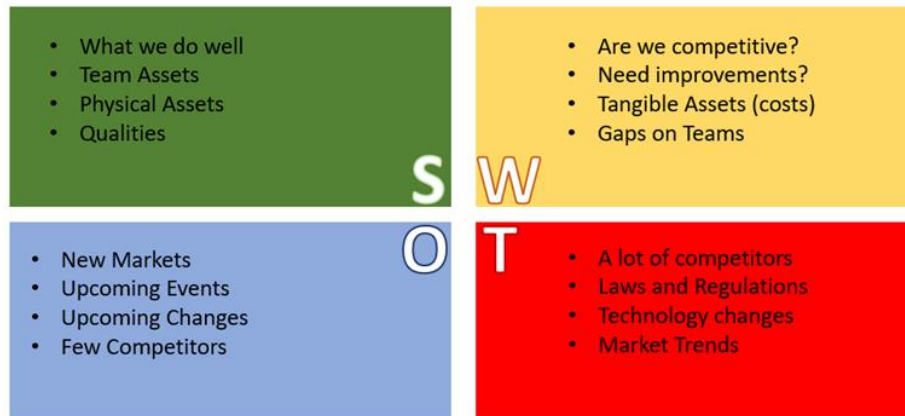 What we do well
Team Assets
Physical Assets
Qualities
S
Are we competitive?
Need improvements?
Tangible Assets (costs)
Gaps on Teams
W
New Markets
Upcoming Events
Upcoming Changes
Few Competitors
O
A lot of competitors
Laws and Regulations
Technology changes
Market Trends
T